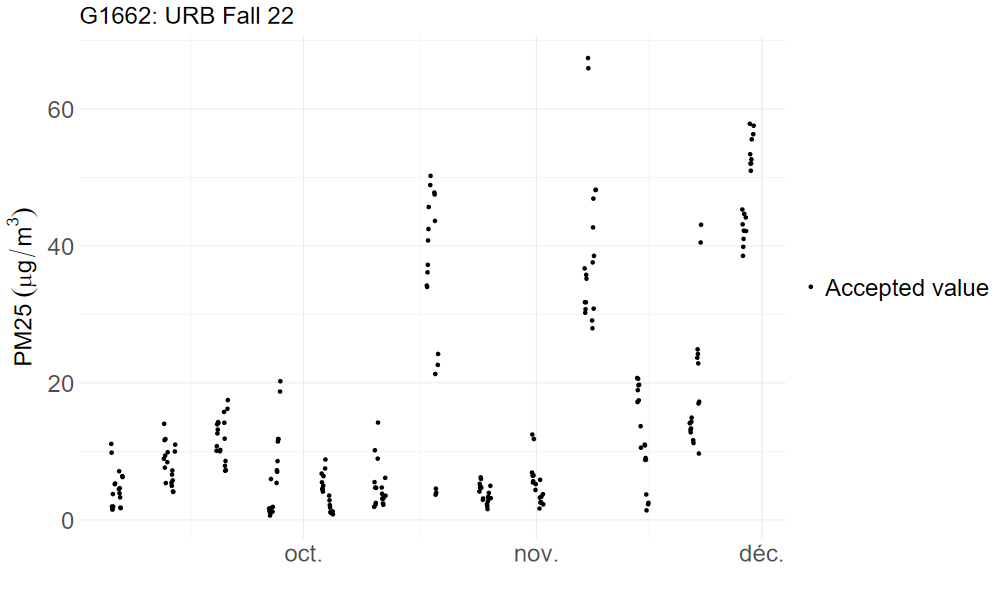 G1662: URB Fall 22
PM25 (μg/m³)
60
40
20
0
oct.
nov.
déc.
Accepted value